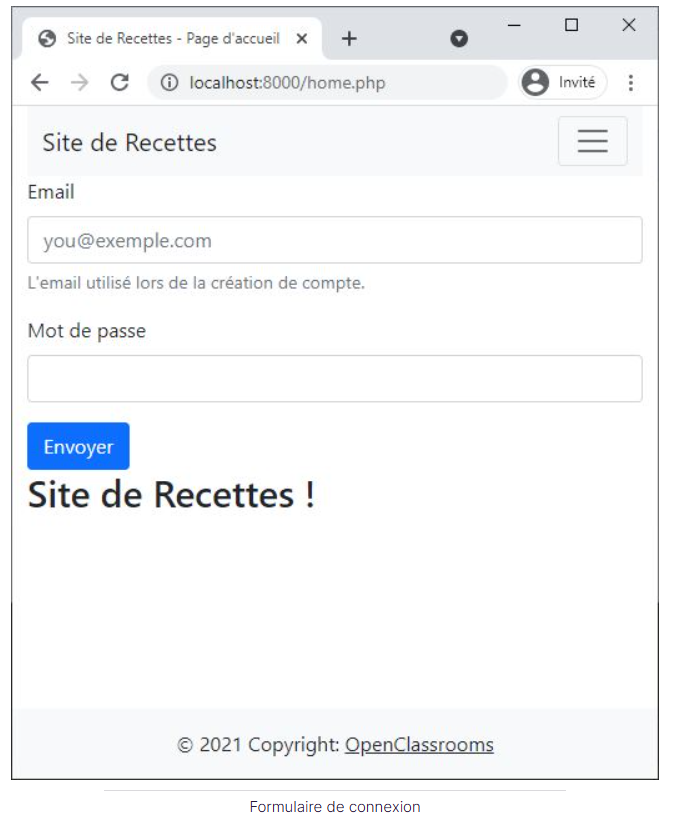 Site de Recettes - Page d'accueil
localhost:8000/home.php
Invité
Site de Recettes
Email
you@exemple.com
L'email utilisé lors de la création de compte.
Mot de passe
Envoyer
Site de Recettes !
© 2021 Copyright: OpenClassrooms
Formulaire de connexion